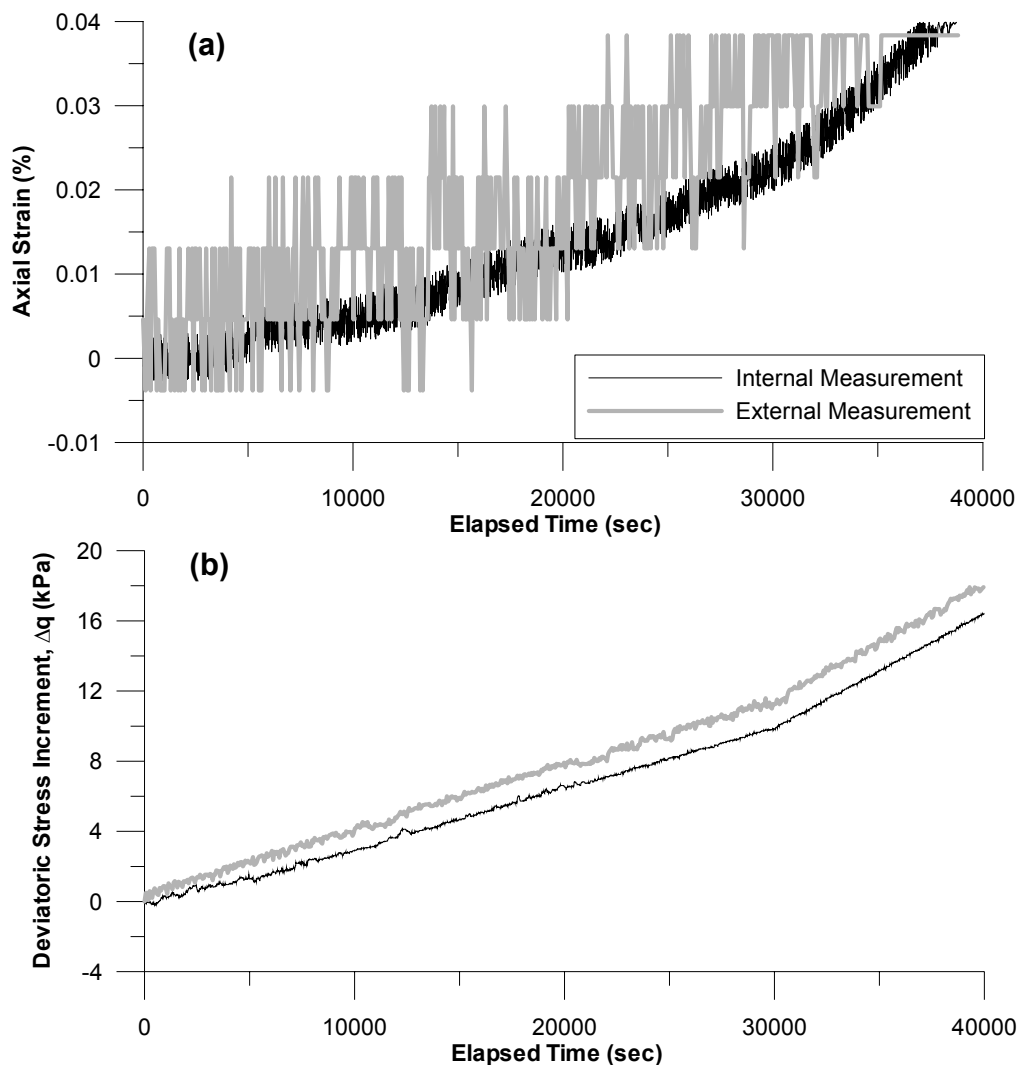 (a)
Axial Strain (%)
0.04
0.03
0.02
0.01
0
-0.01
Internal Measurement
External Measurement
0
10000
20000
30000
40000
Elapsed Time (sec)
(b)
Deviatoric Stress Increment, Δq (kPa)
20
16
12
8
4
0
-4
0
10000
20000
30000
40000
Elapsed Time (sec)